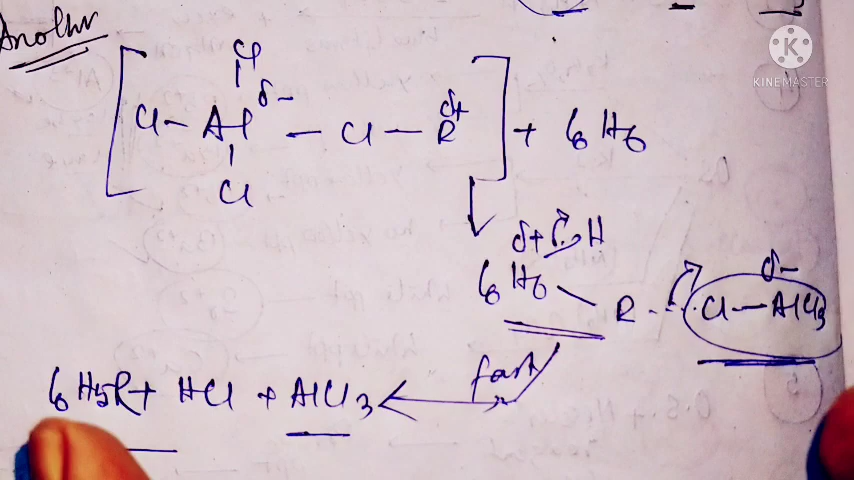 Another
K
KINEMASTER
Cl
Cl - Al δ- - Cl - R δ+ + C6H6
Cl
δ+ H
C6H6 - R --- Cl - AlCl3 δ-
fast
C6H5R + HCl + AlCl3